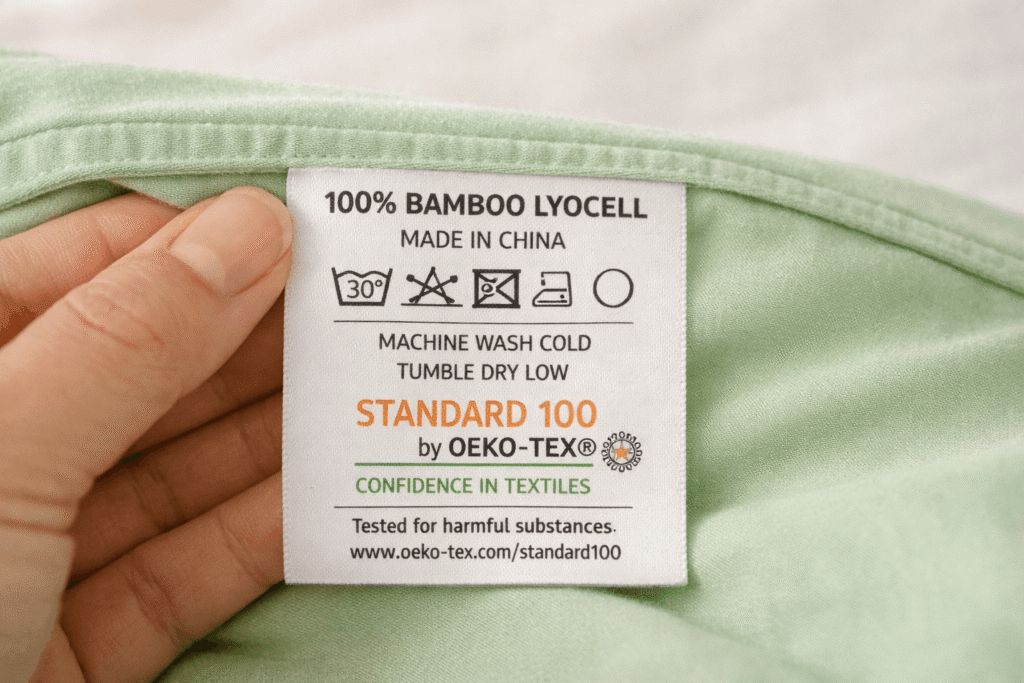 100% BAMBOO LYOCELL
MADE IN CHINA
30°
MACHINE WASH COLD
TUMBLE DRY LOW
STANDARD 100
by OEKO-TEX®
CONFIDENCE IN TEXTILES
Tested for harmful substances.
www.oeko-tex.com/standard100